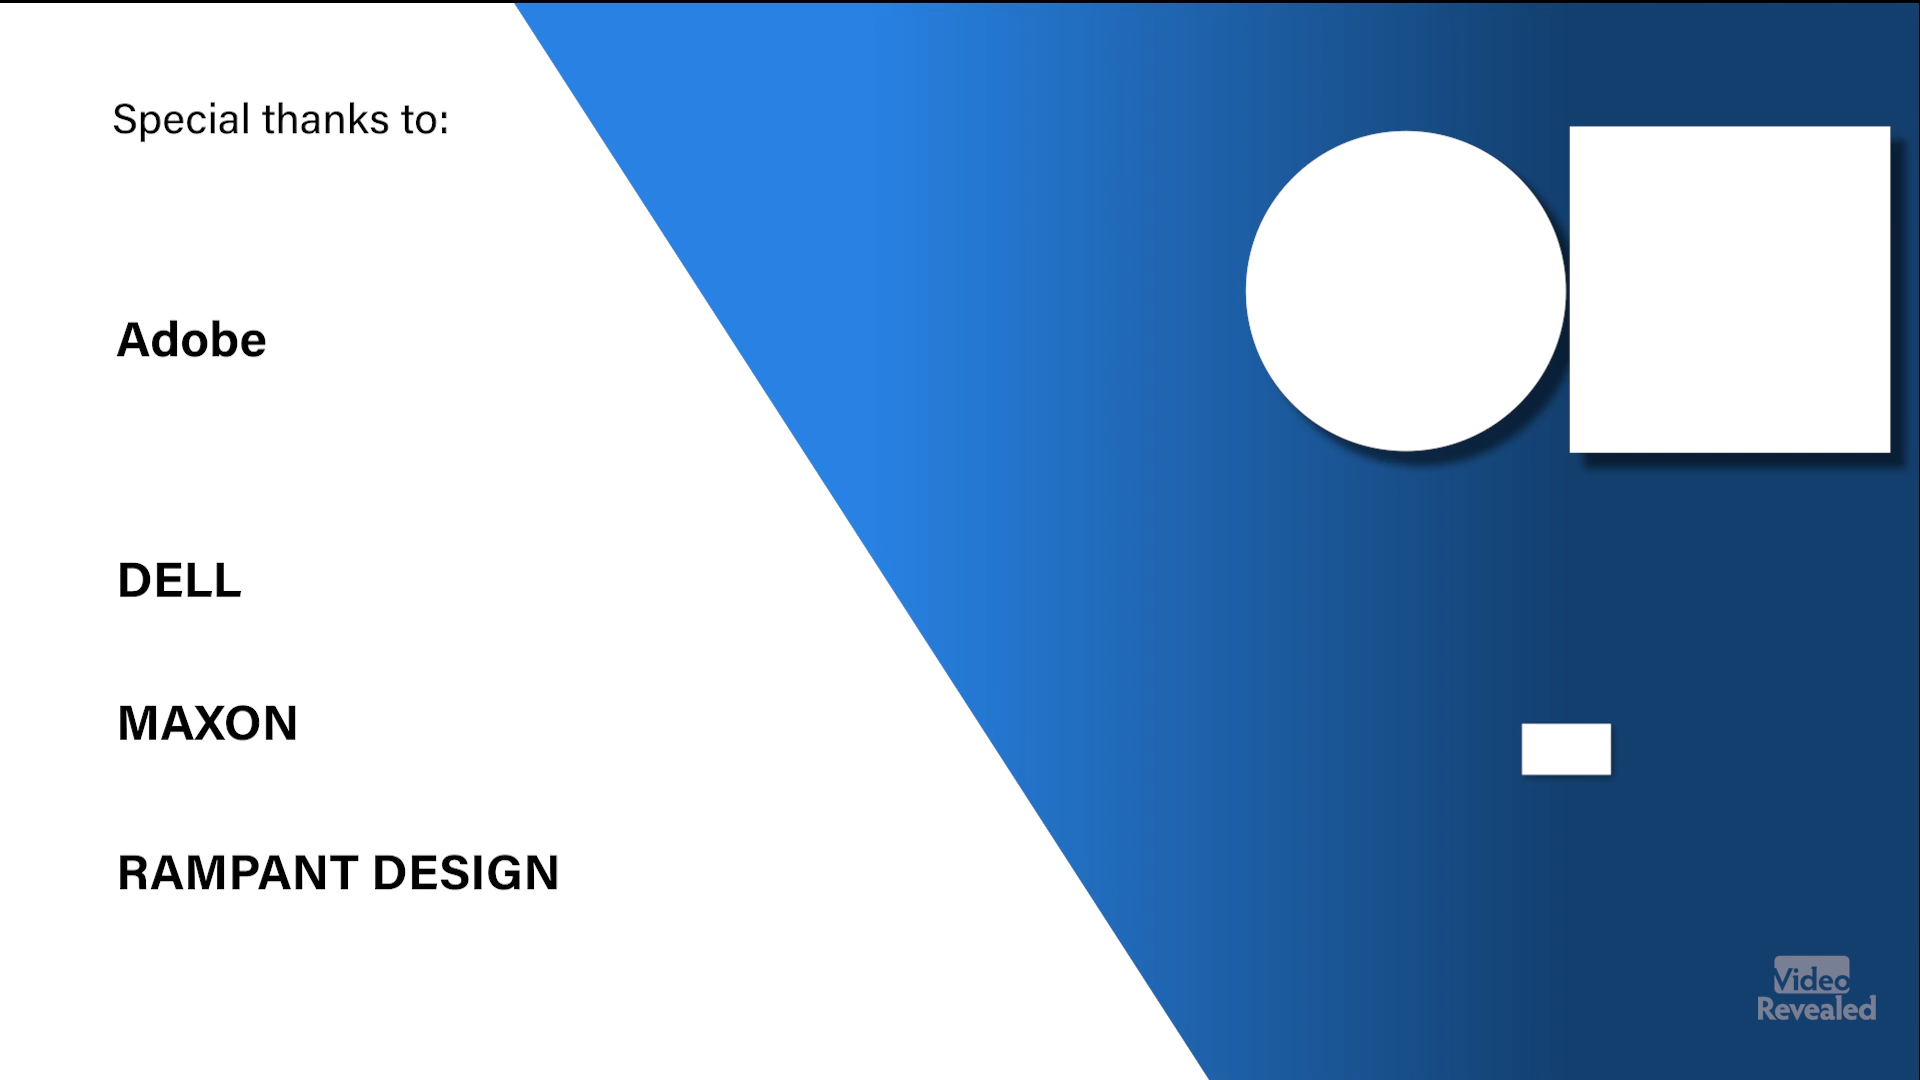 Special thanks to:
Adobe
DELL
MAXON
RAMPANT DESIGN
Video
Revealed